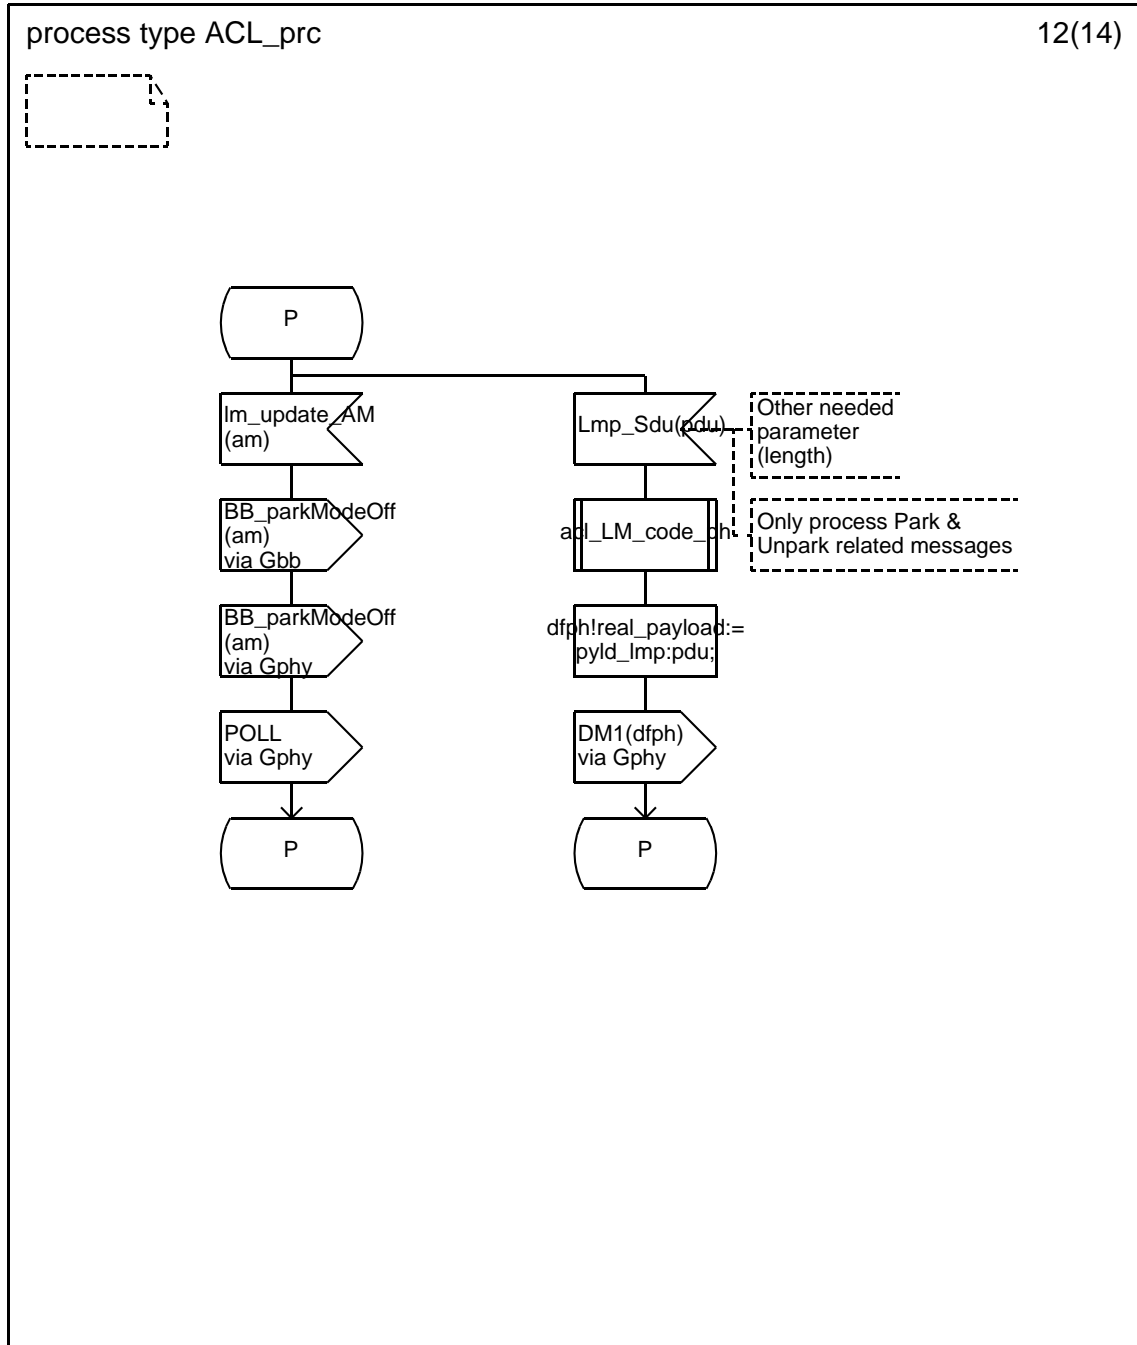 process type ACL_prc
12(14)
P
lm_update_AM
(am)
Lmp_Sdu(pdu)
Other needed
parameter
(length)
BB_parkModeOff
(am)
via Gbb
acl_LM_code_ph
Only process Park &
Unpark related messages
BB_parkModeOff
(am)
via Gphy
dfph!real_payload:=
pyld_lmp:pdu;
POLL
via Gphy
DM1(dfph)
via Gphy
P
P